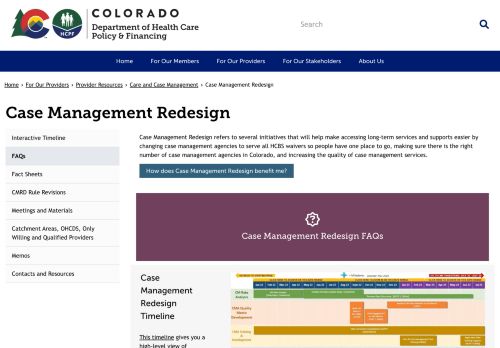 COLORADO
Department of Health Care
Policy & Financing
HCPF
Search
Home
For Our Members
For Our Providers
For Our Stakeholders
About Us
Home › For Our Providers › Provider Resources › Care and Case Management › Case Management Redesign
Case Management Redesign
Interactive Timeline
FAQs
Fact Sheets
CMRD Rule Revisions
Meetings and Materials
Catchment Areas, OHCDS, Only
Willing and Qualified Providers
Memos
Contacts and Resources
Case Management Redesign refers to several initiatives that will help make accessing long-term services and supports easier by
changing case management agencies to serve all HCBS waivers so people have one place to go, making sure there is the right
number of case management agencies in Colorado, and increasing the quality of case management services.
How does Case Management Redesign benefit me?
Case Management Redesign FAQs
Case
Management
Redesign
Timeline
This timeline gives you a
high-level view of